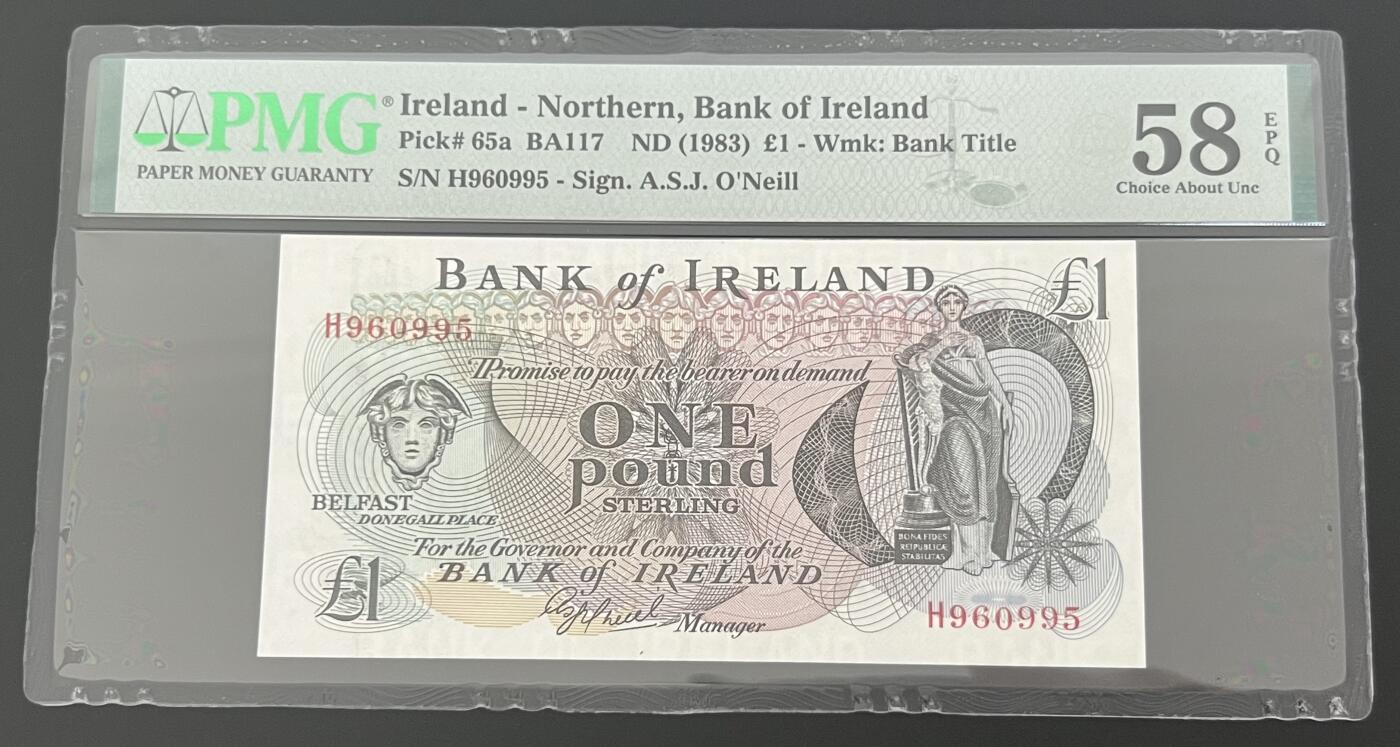 PMG®
PAPER MONEY GUARANTY
Ireland - Northern, Bank of Ireland
Pick# 65a BA117 ND (1983) £1 - Wmk: Bank Title
S/N H960995 - Sign. A.S.J. O'Neill
58
EPQ
Choice About Unc
BANK of IRELAND
£1
H960995
I Promise to pay the bearer on demand
ONE
pound
STERLING
BELFAST
DONEGALL PLACE
BONA FIDES
REIPUBLICÆ
STABILITAS
For the Governor and Company of the
BANK of IRELAND
£1
Manager
H960995